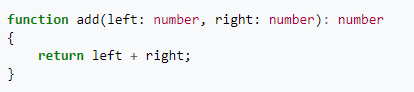 function add(left: number, right: number): number
{
    return left + right;
}